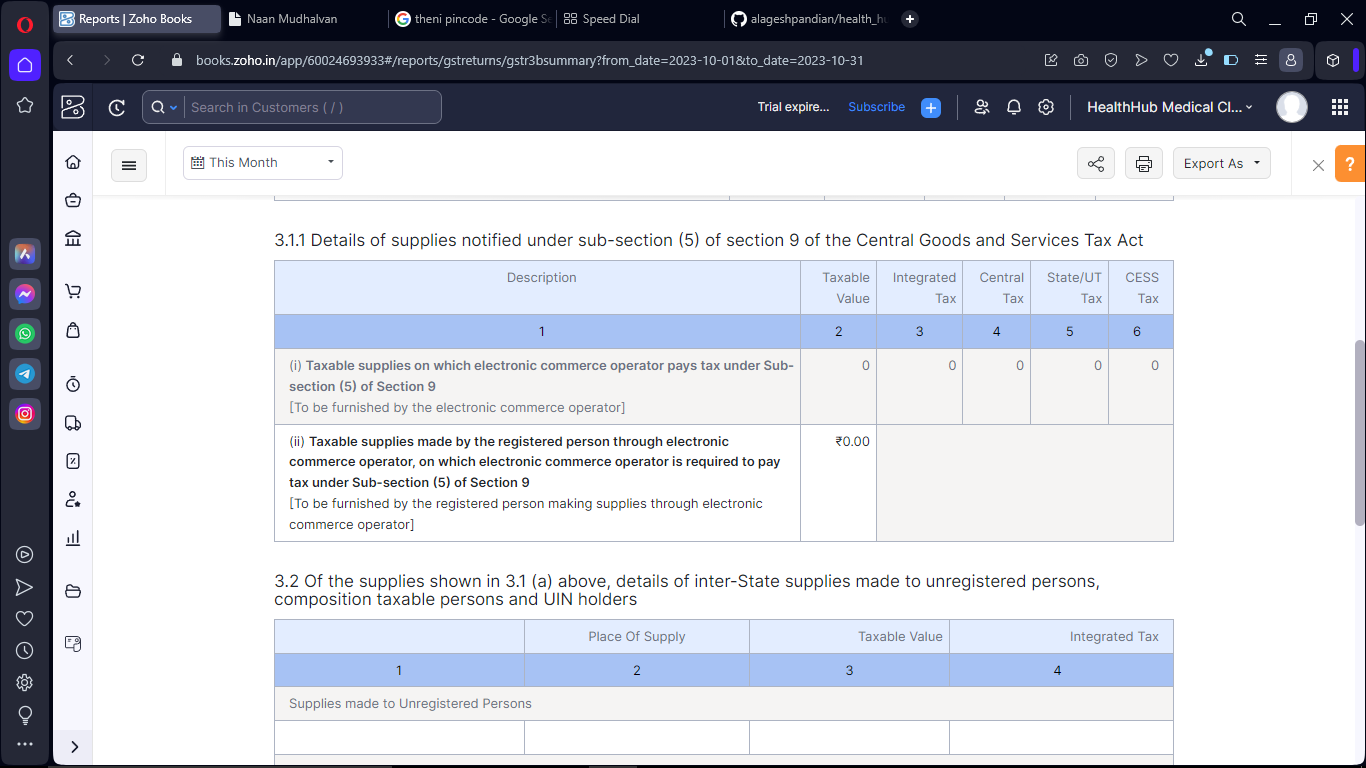 Reports | Zoho Books
Naan Mudhalvan
theni pincode - Google Se
Speed Dial
alageshpandian/health_hu
books.zoho.in/app/60024693933#/reports/gstreturns/gstr3bsummary?from_date=2023-10-01&to_date=2023-10-31
Search in Customers ( / )
Trial expire...
Subscribe
HealthHub Medical Cl...
This Month
Export As
?
3.1.1 Details of supplies notified under sub-section (5) of section 9 of the Central Goods and Services Tax Act
Description
Taxable Value
Integrated Tax
Central Tax
State/UT Tax
CESS Tax
1 2 3 4 5 6
(i) Taxable supplies on which electronic commerce operator pays tax under Sub-
section (5) of Section 9
[To be furnished by the electronic commerce operator]
0 0 0 0 0
(ii) Taxable supplies made by the registered person through electronic
commerce operator, on which electronic commerce operator is required to pay
tax under Sub-section (5) of Section 9
[To be furnished by the registered person making supplies through electronic
commerce operator]
₹0.00
3.2 Of the supplies shown in 3.1 (a) above, details of inter-State supplies made to unregistered persons,
composition taxable persons and UIN holders
Place Of Supply
Taxable Value
Integrated Tax
1 2 3 4
Supplies made to Unregistered Persons